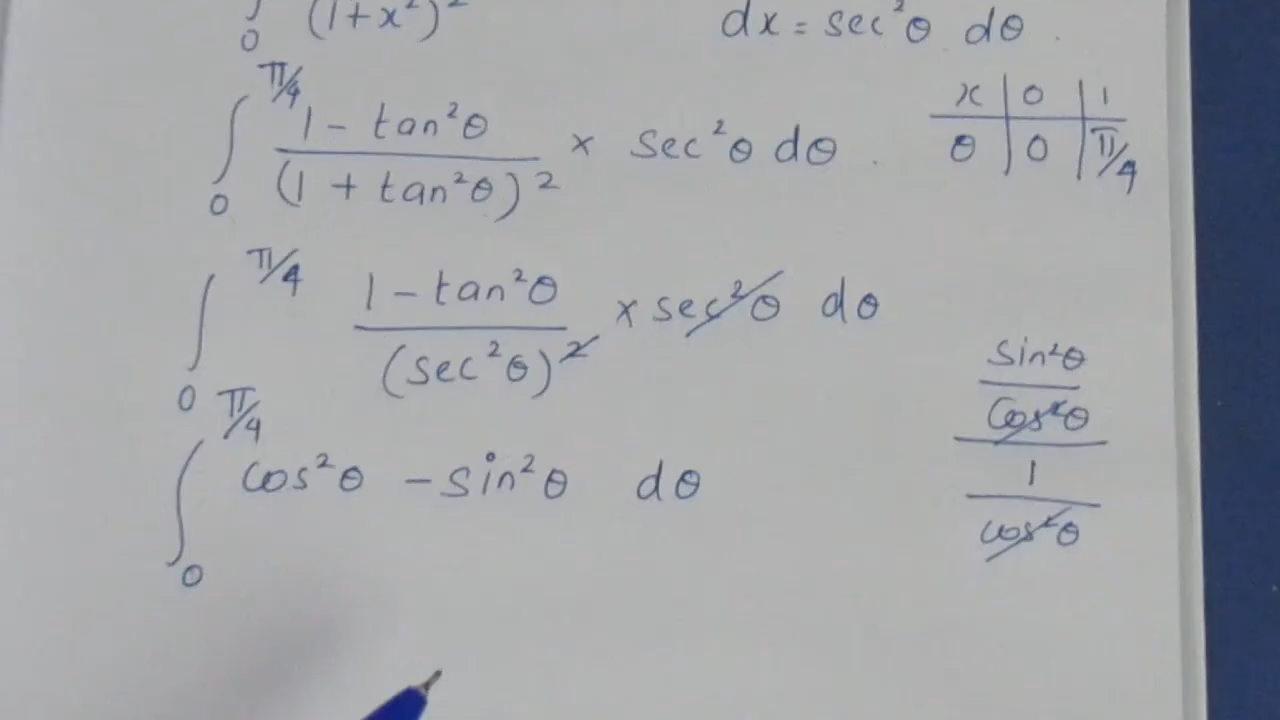 ∫₀ (1+x²)²
dx = sec²θ dθ .
∫₀^π/4 (1 - tan²θ)/(1 + tan²θ)² × sec²θ dθ .
x | 0 | 1
θ | 0 | π/4
∫₀^π/4 (1 - tan²θ)/(sec²θ)² × sec²θ dθ
∫₀^π/4 cos²θ - sin²θ dθ
sin²θ
cos²θ
1
cos²θ